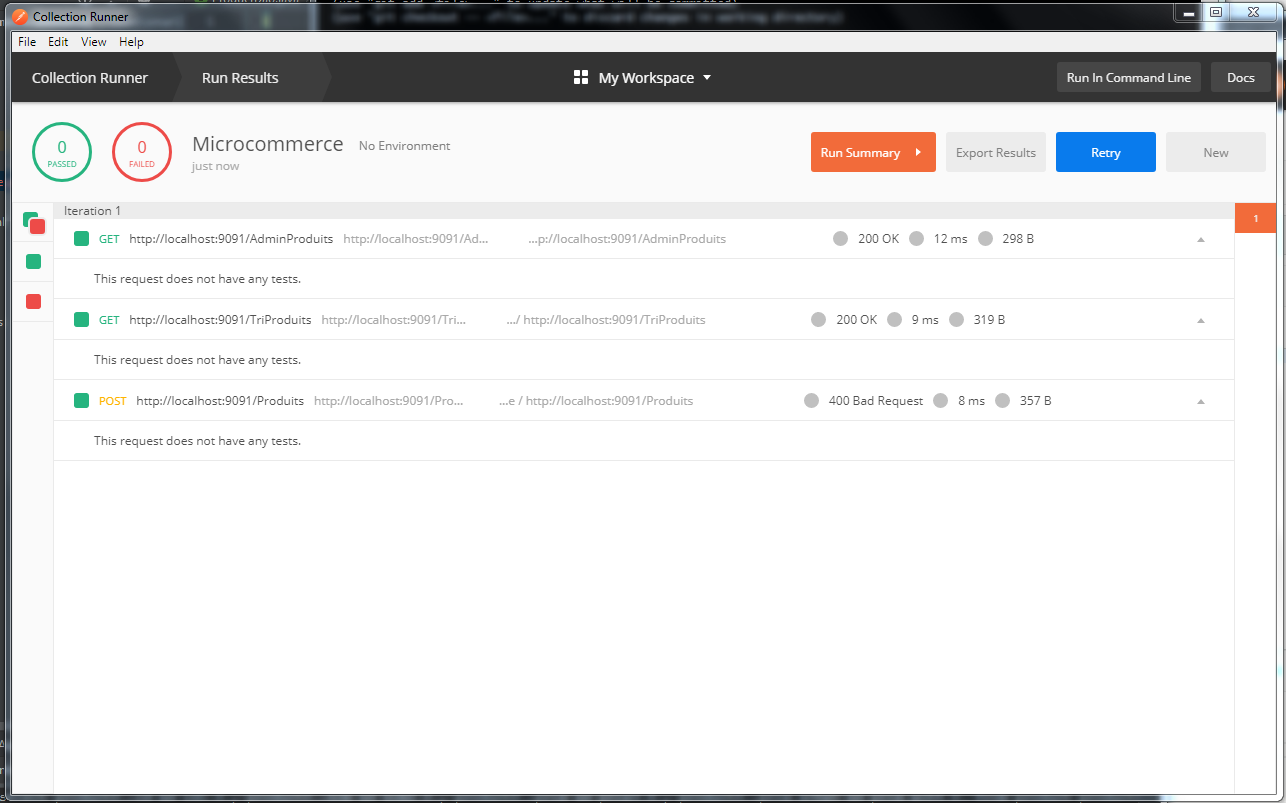 Collection Runner
File Edit View Help
Collection Runner Run Results My Workspace Run In Command Line Docs
0 PASSED
0 FAILED
Microcommerce No Environment
just now
Run Summary Export Results Retry New
Iteration 1
1
GET http://localhost:9091/AdminProduits http://localhost:9091/Ad... ...p://localhost:9091/AdminProduits 200 OK 12 ms 298 B
This request does not have any tests.
GET http://localhost:9091/TriProduits http://localhost:9091/Tri... .../ http://localhost:9091/TriProduits 200 OK 9 ms 319 B
This request does not have any tests.
POST http://localhost:9091/Produits http://localhost:9091/Pro... ...e / http://localhost:9091/Produits 400 Bad Request 8 ms 357 B
This request does not have any tests.